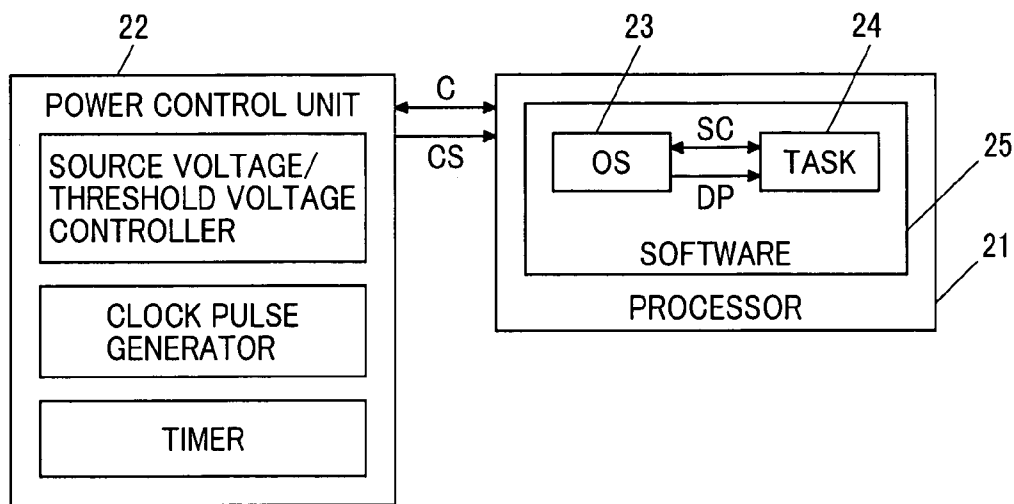 22
23
24
POWER CONTROL UNIT
SOURCE VOLTAGE/
THRESHOLD VOLTAGE
CONTROLLER
CLOCK PULSE
GENERATOR
TIMER
C
CS
OS
SC
DP
TASK
25
SOFTWARE
21
PROCESSOR